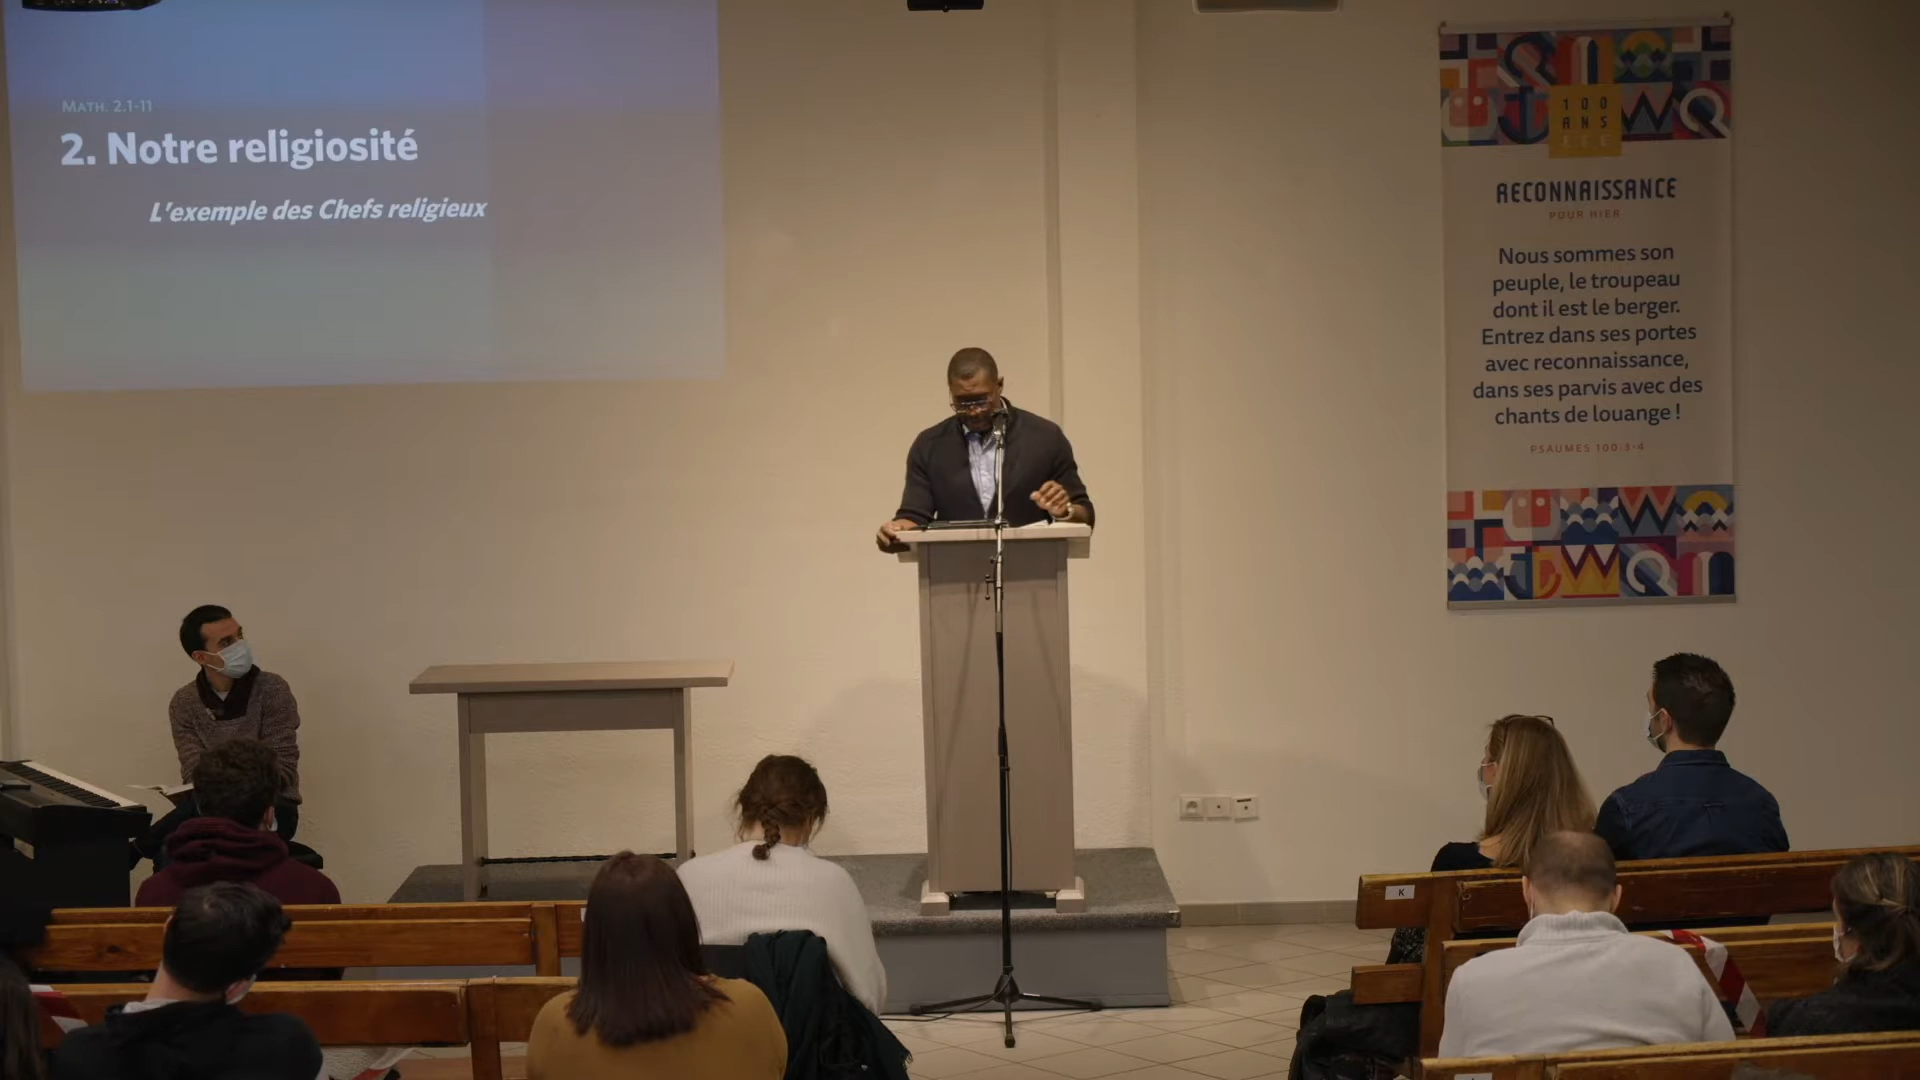 MATH. 2.1-11
2. Notre religiosité
L'exemple des Chefs religieux
100
ANS
RECONNAISSANCE
POUR HIER
Nous sommes son
peuple, le troupeau
dont il est le berger.
Entrez dans ses portes
avec reconnaissance,
dans ses parvis avec des
chants de louange !
PSAUMES 100:3-4
K